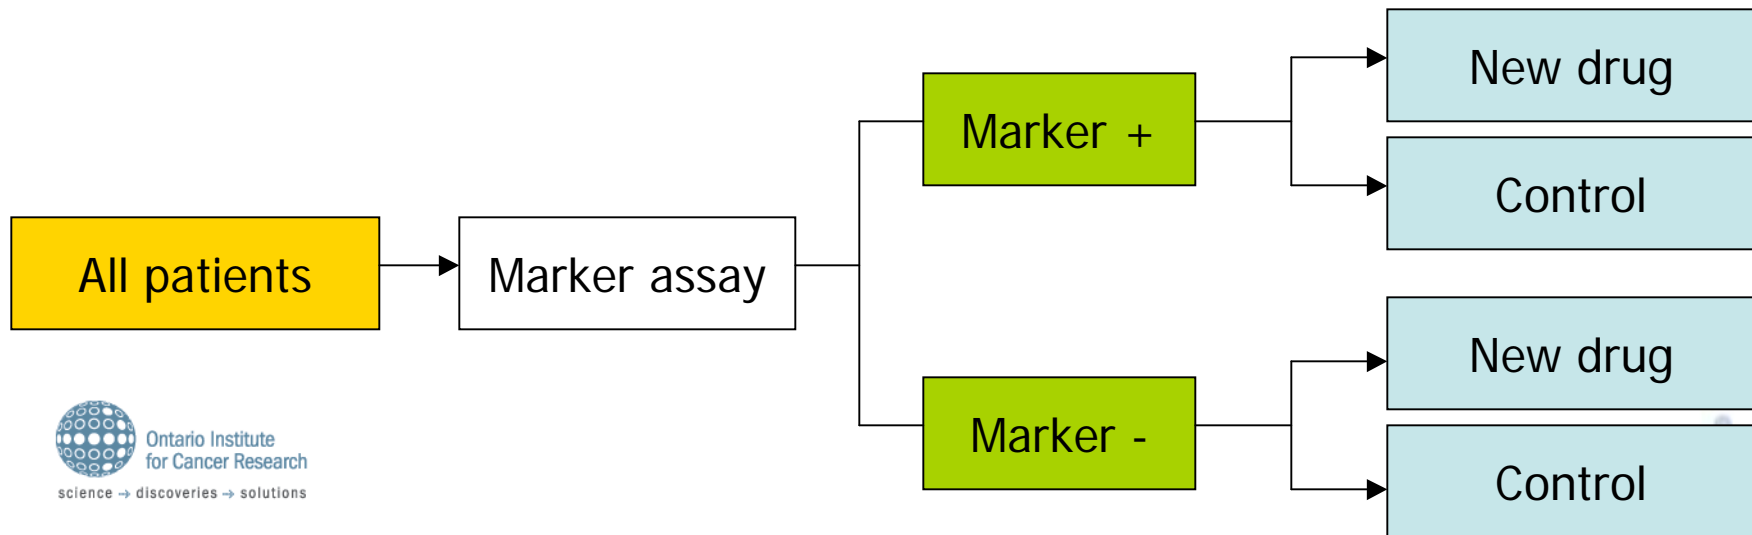 All patients
Marker assay
Marker +
Marker -
New drug
Control
New drug
Control
Ontario Institute
for Cancer Research
science → discoveries → solutions